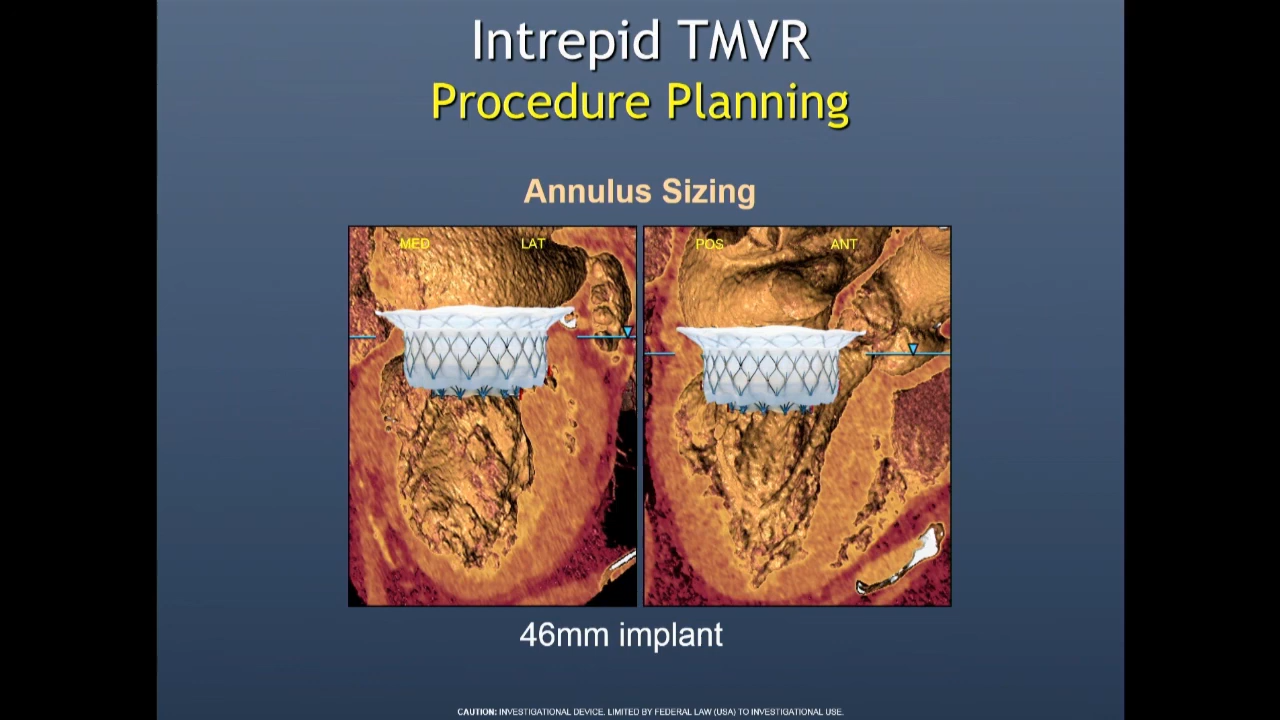 Intrepid TMVR
Procedure Planning
Annulus Sizing
MED LAT POS ANT
46mm implant
CAUTION: INVESTIGATIONAL DEVICE. LIMITED BY FEDERAL LAW (USA) TO INVESTIGATIONAL USE.